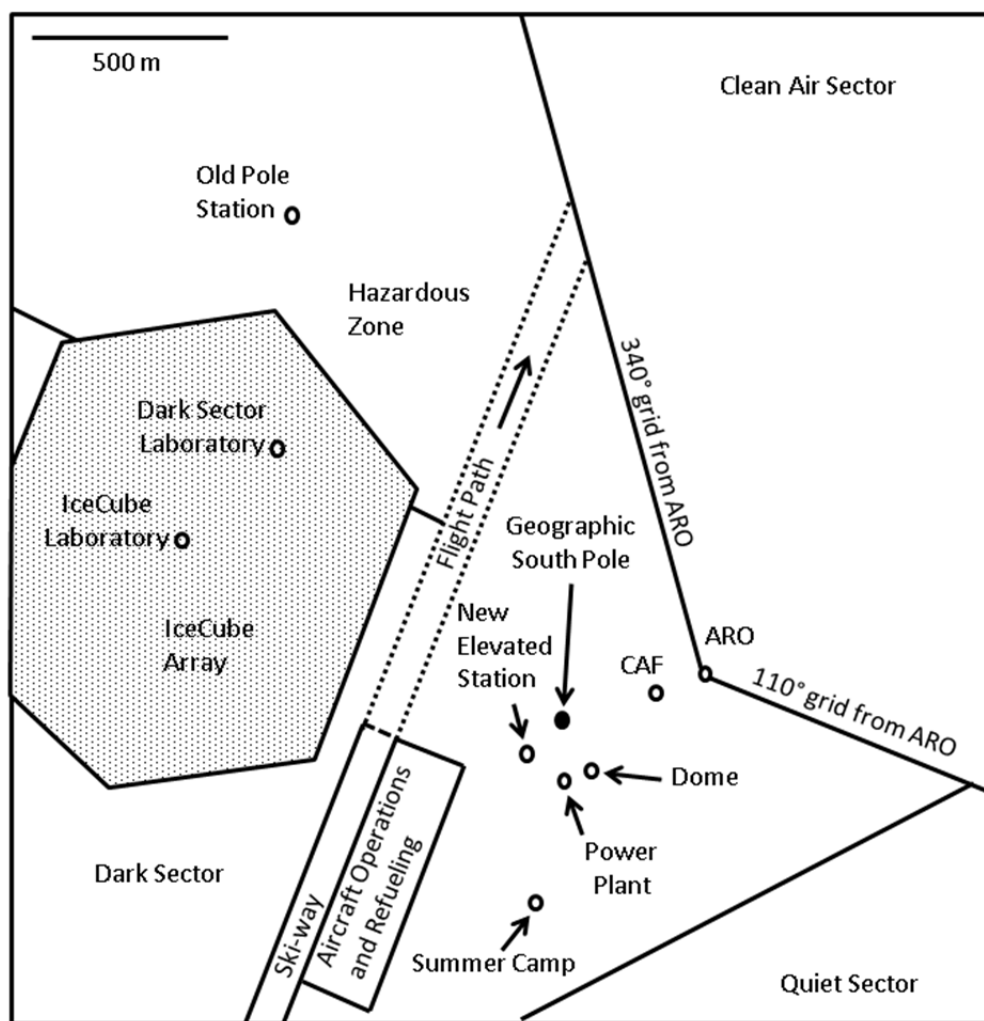 500 m
Clean Air Sector
Old Pole
Station
Hazardous
Zone
340° grid from ARO
Dark Sector
Laboratory
IceCube
Laboratory
Flight Path
Geographic
South Pole
IceCube
Array
New
Elevated
Station
CAF
ARO
110°grid from ARO
Dome
Power
Plant
Dark Sector
Ski-way
Aircraft Operations
and Refueling
Summer Camp
Quiet Sector